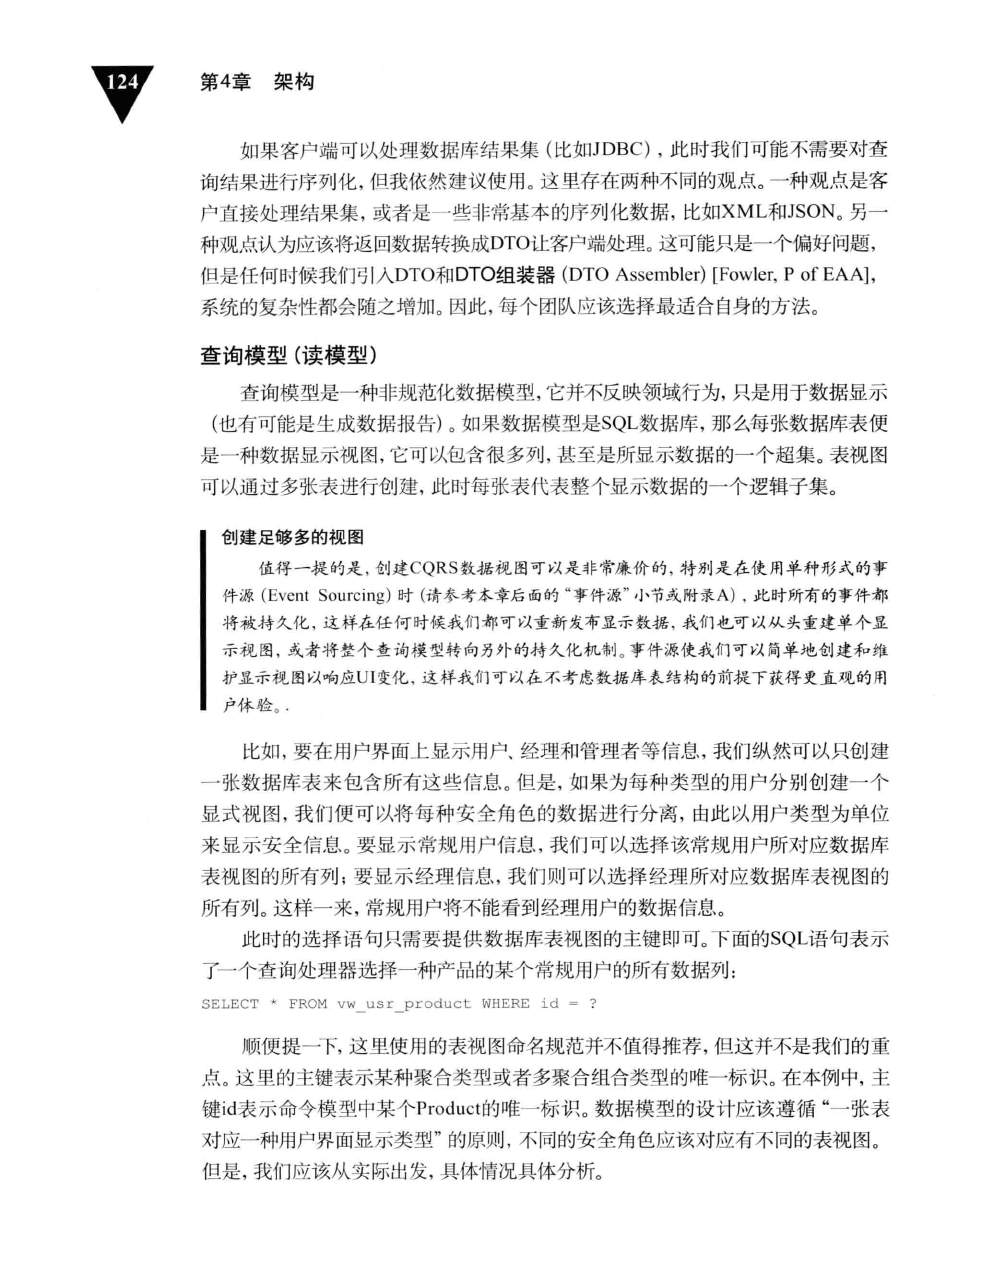 124
第4章 架构
如果客户端可以处理数据库结果集(比如JDBC),此时我们可能不需要对查
询结果进行序列化,但我依然建议使用。这里存在两种不同的观点。一种观点是客
户直接处理结果集,或者是一些非常基本的序列化数据,比如XML和JSON。另一
种观点认为应该将返回数据转换成DTO让客户端处理。这可能只是一个偏好问题,
但是任何时候我们引入DTO和DTO组装器(DTO Assembler) [Fowler, P of EAA],
系统的复杂性都会随之增加。因此,每个团队应该选择最适合自身的方法。
查询模型(读模型)
查询模型是一种非规范化数据模型,它并不反映领域行为,只是用于数据显示
(也有可能是生成数据报告)。如果数据模型是SQL数据库,那么每张数据库表便
是一种数据显示视图,它可以包含很多列,甚至是所显示数据的一个超集。表视图
可以通过多张表进行创建,此时每张表代表整个显示数据的一个逻辑子集。
创建足够多的视图
值得一提的是,创建CQRS数据视图可以是非常廉价的,特别是在使用单种形式的事
件源(Event Sourcing)时(请参考本章后面的“事件源”小节或附录A),此时所有的事件都
将被持久化,这样在任何时候我们都可以重新发布显示数据,我们也可以从头重建单个显
示视图,或者将整个查询模型转向另外的持久化机制。事件源使我们可以简单地创建和维
护显示视图以响应UI变化,这样我们可以在不考虑数据库表结构的前提下获得更直观的用
户体验。.
比如,要在用户界面上显示用户、经理和管理者等信息,我们纵然可以只创建
一张数据库表来包含所有这些信息。但是,如果为每种类型的用户分别创建一个
显式视图,我们便可以将每种安全角色的数据进行分离,由此以用户类型为单位
来显示安全信息。要显示常规用户信息,我们可以选择该常规用户所对应数据库
表视图的所有列;要显示经理信息,我们则可以选择经理所对应数据库表视图的
所有列。这样一来,常规用户将不能看到经理用户的数据信息。
此时的选择语句只需要提供数据库表视图的主键即可。下面的SQL语句表示
了一个查询处理器选择一种产品的某个常规用户的所有数据列:
SELECT * FROM vw_usr_product WHERE id = ?
顺便提一下,这里使用的表视图命名规范并不值得推荐,但这并不是我们的重
点。这里的主键表示某种聚合类型或者多聚合组合类型的唯一标识。在本例中,主
键id表示命令模型中某个Product的唯一标识。数据模型的设计应该遵循“一张表
对应一种用户界面显示类型”的原则,不同的安全角色应该对应有不同的表视图。
但是,我们应该从实际出发,具体情况具体分析。